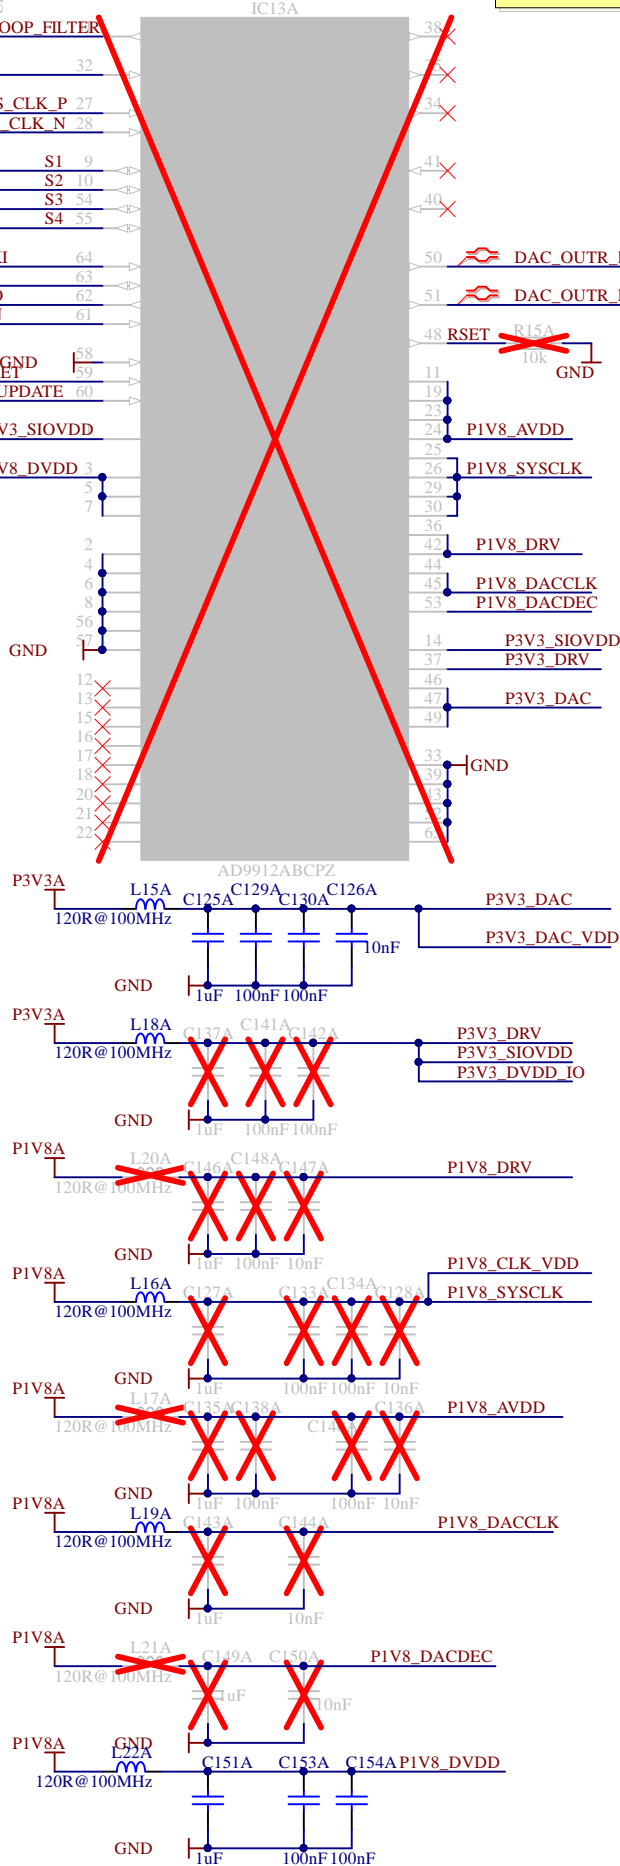 IC13A
OOP_FILTER
38
32
35
S_CLK_P 27
34
_CLK_N 28
S1 9
41
S2 10
S3 54
40
S4 55
64
50
DAC_OUTR_
63
62
51
DAC_OUTR_
61
48
RSET
R15A
10k
GND
58
GND
59
11
UPDATE 60
19
23
V3_SIOVDD
24
P1V8_AVDD
25
V8_DVDD 3
26
P1V8_SYSCLK
5
29
7
30
36
2
42
P1V8_DRV
4
44
6
45
P1V8_DACCLK
8
53
P1V8_DACDEC
56
GND
57
14
P3V3_SIOVDD
37
P3V3_DRV
12
46
13
47
P3V3_DAC
15
49
16
17
33
GND
18
39
20
43
21
52
22
AD9912ABCPZ
P3V3A
L15A
120R@100MHz
C125A
C129A
C130A
C126A
P3V3_DAC
P3V3_DAC_VDD
10nF
GND
1uF
100nF
100nF
P3V3A
L18A
120R@100MHz
C137A
C141A
C142A
P3V3_DRV
P3V3_SIOVDD
P3V3_DVDD_IO
GND
1uF
100nF
100nF
P1V8A
L20A
120R@100MHz
C146A
C148A
C147A
P1V8_DRV
GND
1uF
100nF
10nF
P1V8A
L16A
120R@100MHz
C127A
C133A
C134A
C128A
P1V8_CLK_VDD
P1V8_SYSCLK
GND
1uF
100nF
100nF
10nF
P1V8A
L17A
120R@100MHz
C135A
C138A
C136A
P1V8_AVDD
GND
1uF
100nF
100nF
10nF
P1V8A
L19A
120R@100MHz
C143A
C144A
P1V8_DACCLK
GND
1uF
10nF
P1V8A
L21A
120R@100MHz
C149A
C150A
P1V8_DACDEC
1uF
10nF
GND
P1V8A
L22A
120R@100MHz
C151A
C153A
C154A
P1V8_DVDD
GND
1uF
100nF
100nF